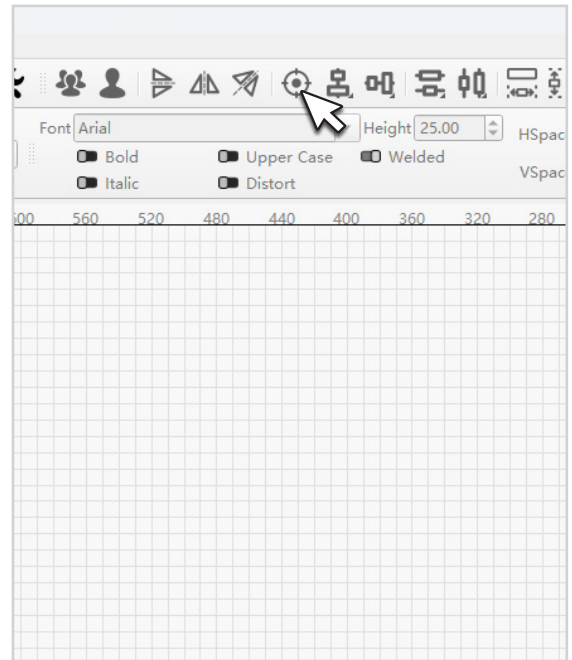 Font Arial Height 25.00 HSpac
Bold Upper Case Welded
Italic Distort VSpac
600 560 520 480 440 400 360 320 280